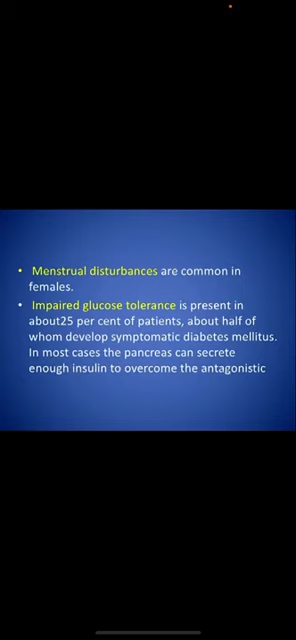 • Menstrual disturbances are common in
females.
• Impaired glucose tolerance is present in
about25 per cent of patients, about half of
whom develop symptomatic diabetes mellitus.
In most cases the pancreas can secrete
enough insulin to overcome the antagonistic